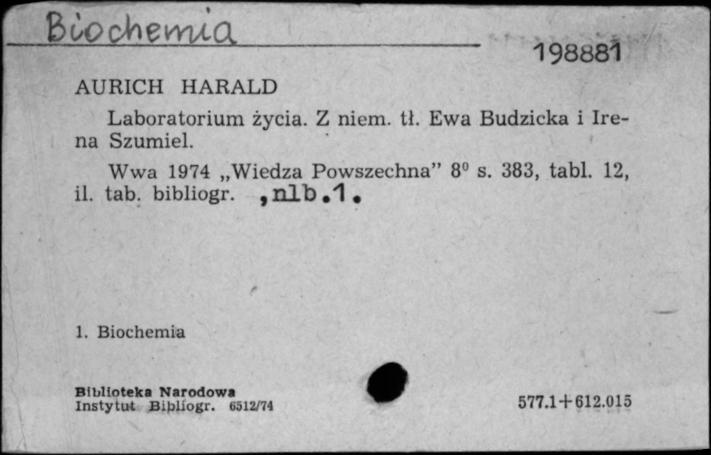 Biochemia
198881
AURICH HARALD
Laboratorium życia. Z niem. tł. Ewa Budzicka i Ire-
na Szumiel.
Wwa 1974 „Wiedza Powszechna” 8⁰ s. 383, tabl. 12,
il. tab. bibliogr. , nlb.1.
1. Biochemia
Biblioteka Narodowa
Instytut Bibliogr. 6512/74
577.1+612.015